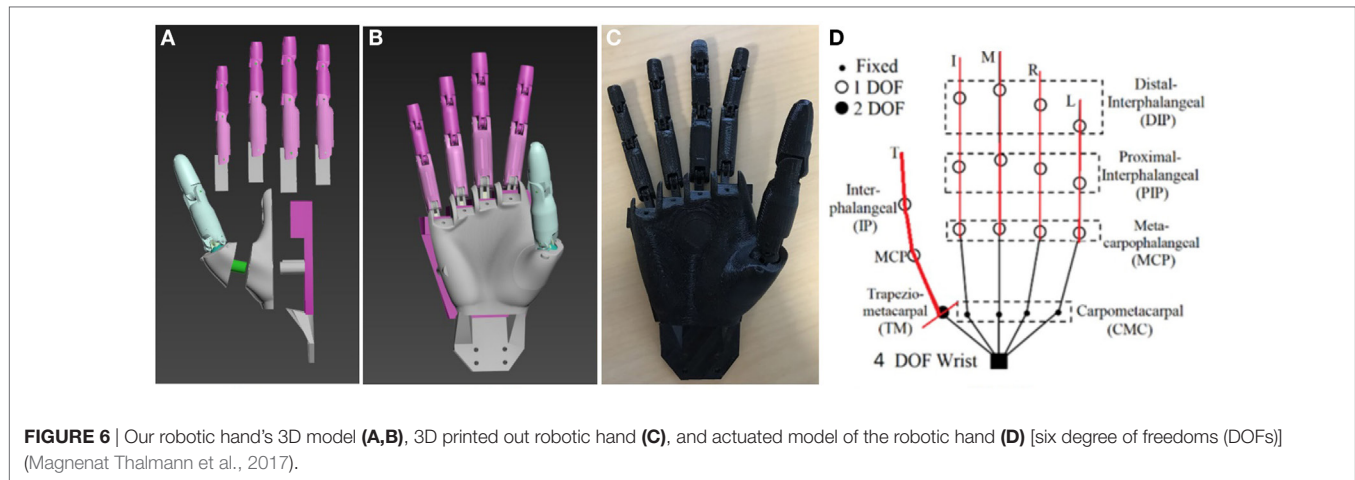 A
B
C
D
Fixed
1 DOF
2 DOF
I
M
R
L
T
Distal-
Interphalangeal
(DIP)
Proximal-
Interphalangeal
(PIP)
Inter-
phalangeal
(IP)
Meta-
carpophalangeal
(MCP)
MCP
Trapezio-
metacarpal
(TM)
Carpometacarpal
(CMC)
4 DOF Wrist
FIGURE 6 | Our robotic hand's 3D model (A,B), 3D printed out robotic hand (C), and actuated model of the robotic hand (D) [six degree of freedoms (DOFs)]
(Magnenat Thalmann et al., 2017).